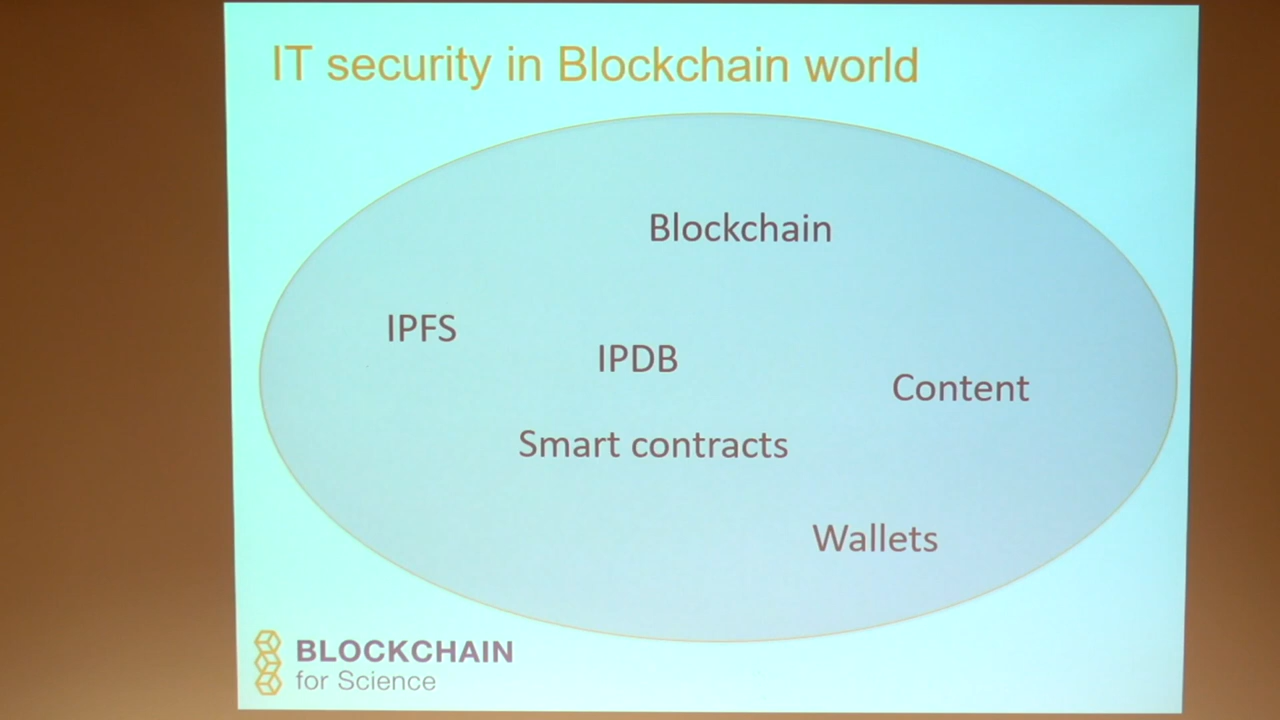 IT security in Blockchain world
Blockchain
IPFS
IPDB
Content
Smart contracts
Wallets
BLOCKCHAIN
for Science